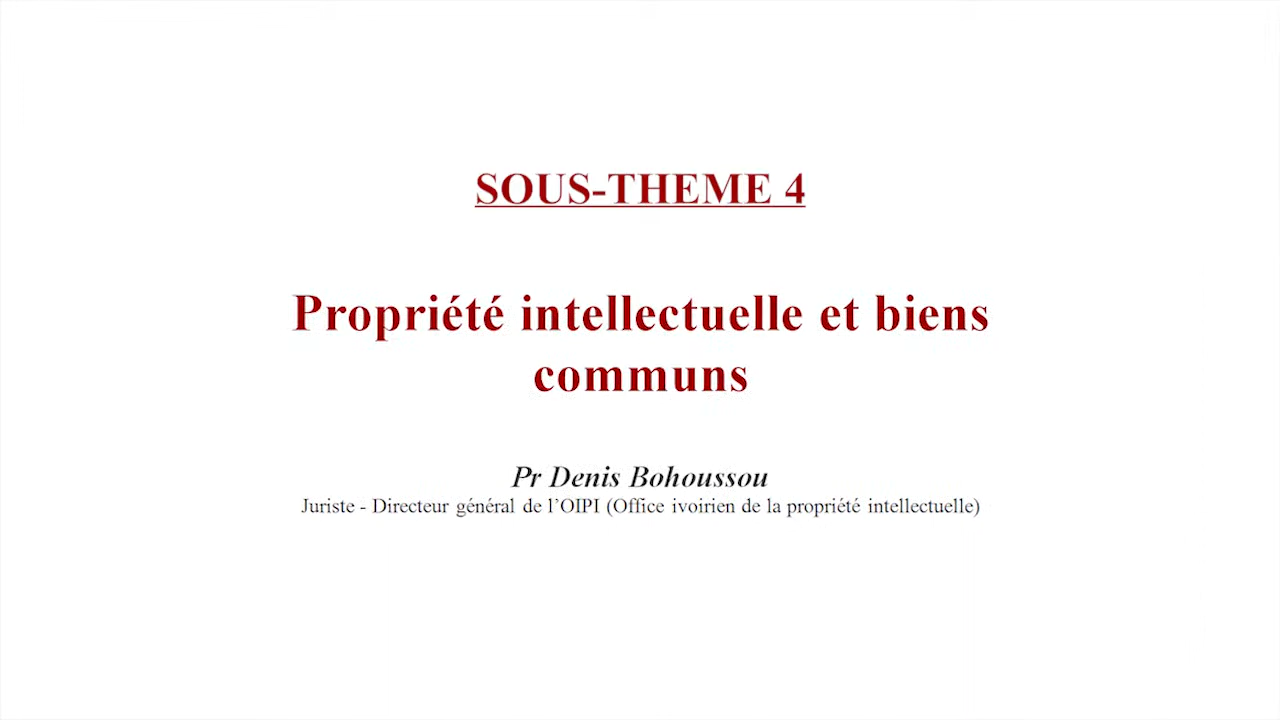 SOUS-THEME 4
Propriété intellectuelle et biens
communs
Pr Denis Bohoussou
Juriste - Directeur général de l’OIPI (Office ivoirien de la propriété intellectuelle)